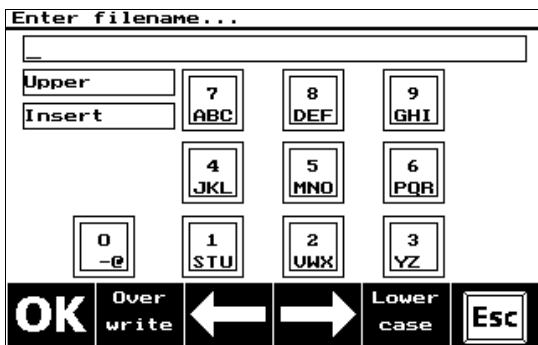 Enter filename...
_
Upper
Insert
7 8 9
ABC DEF GHI
4 5 6
JKL MNO PQR
0 1 2 3
-@ STU VWX YZ
OK Over write Lower case Esc